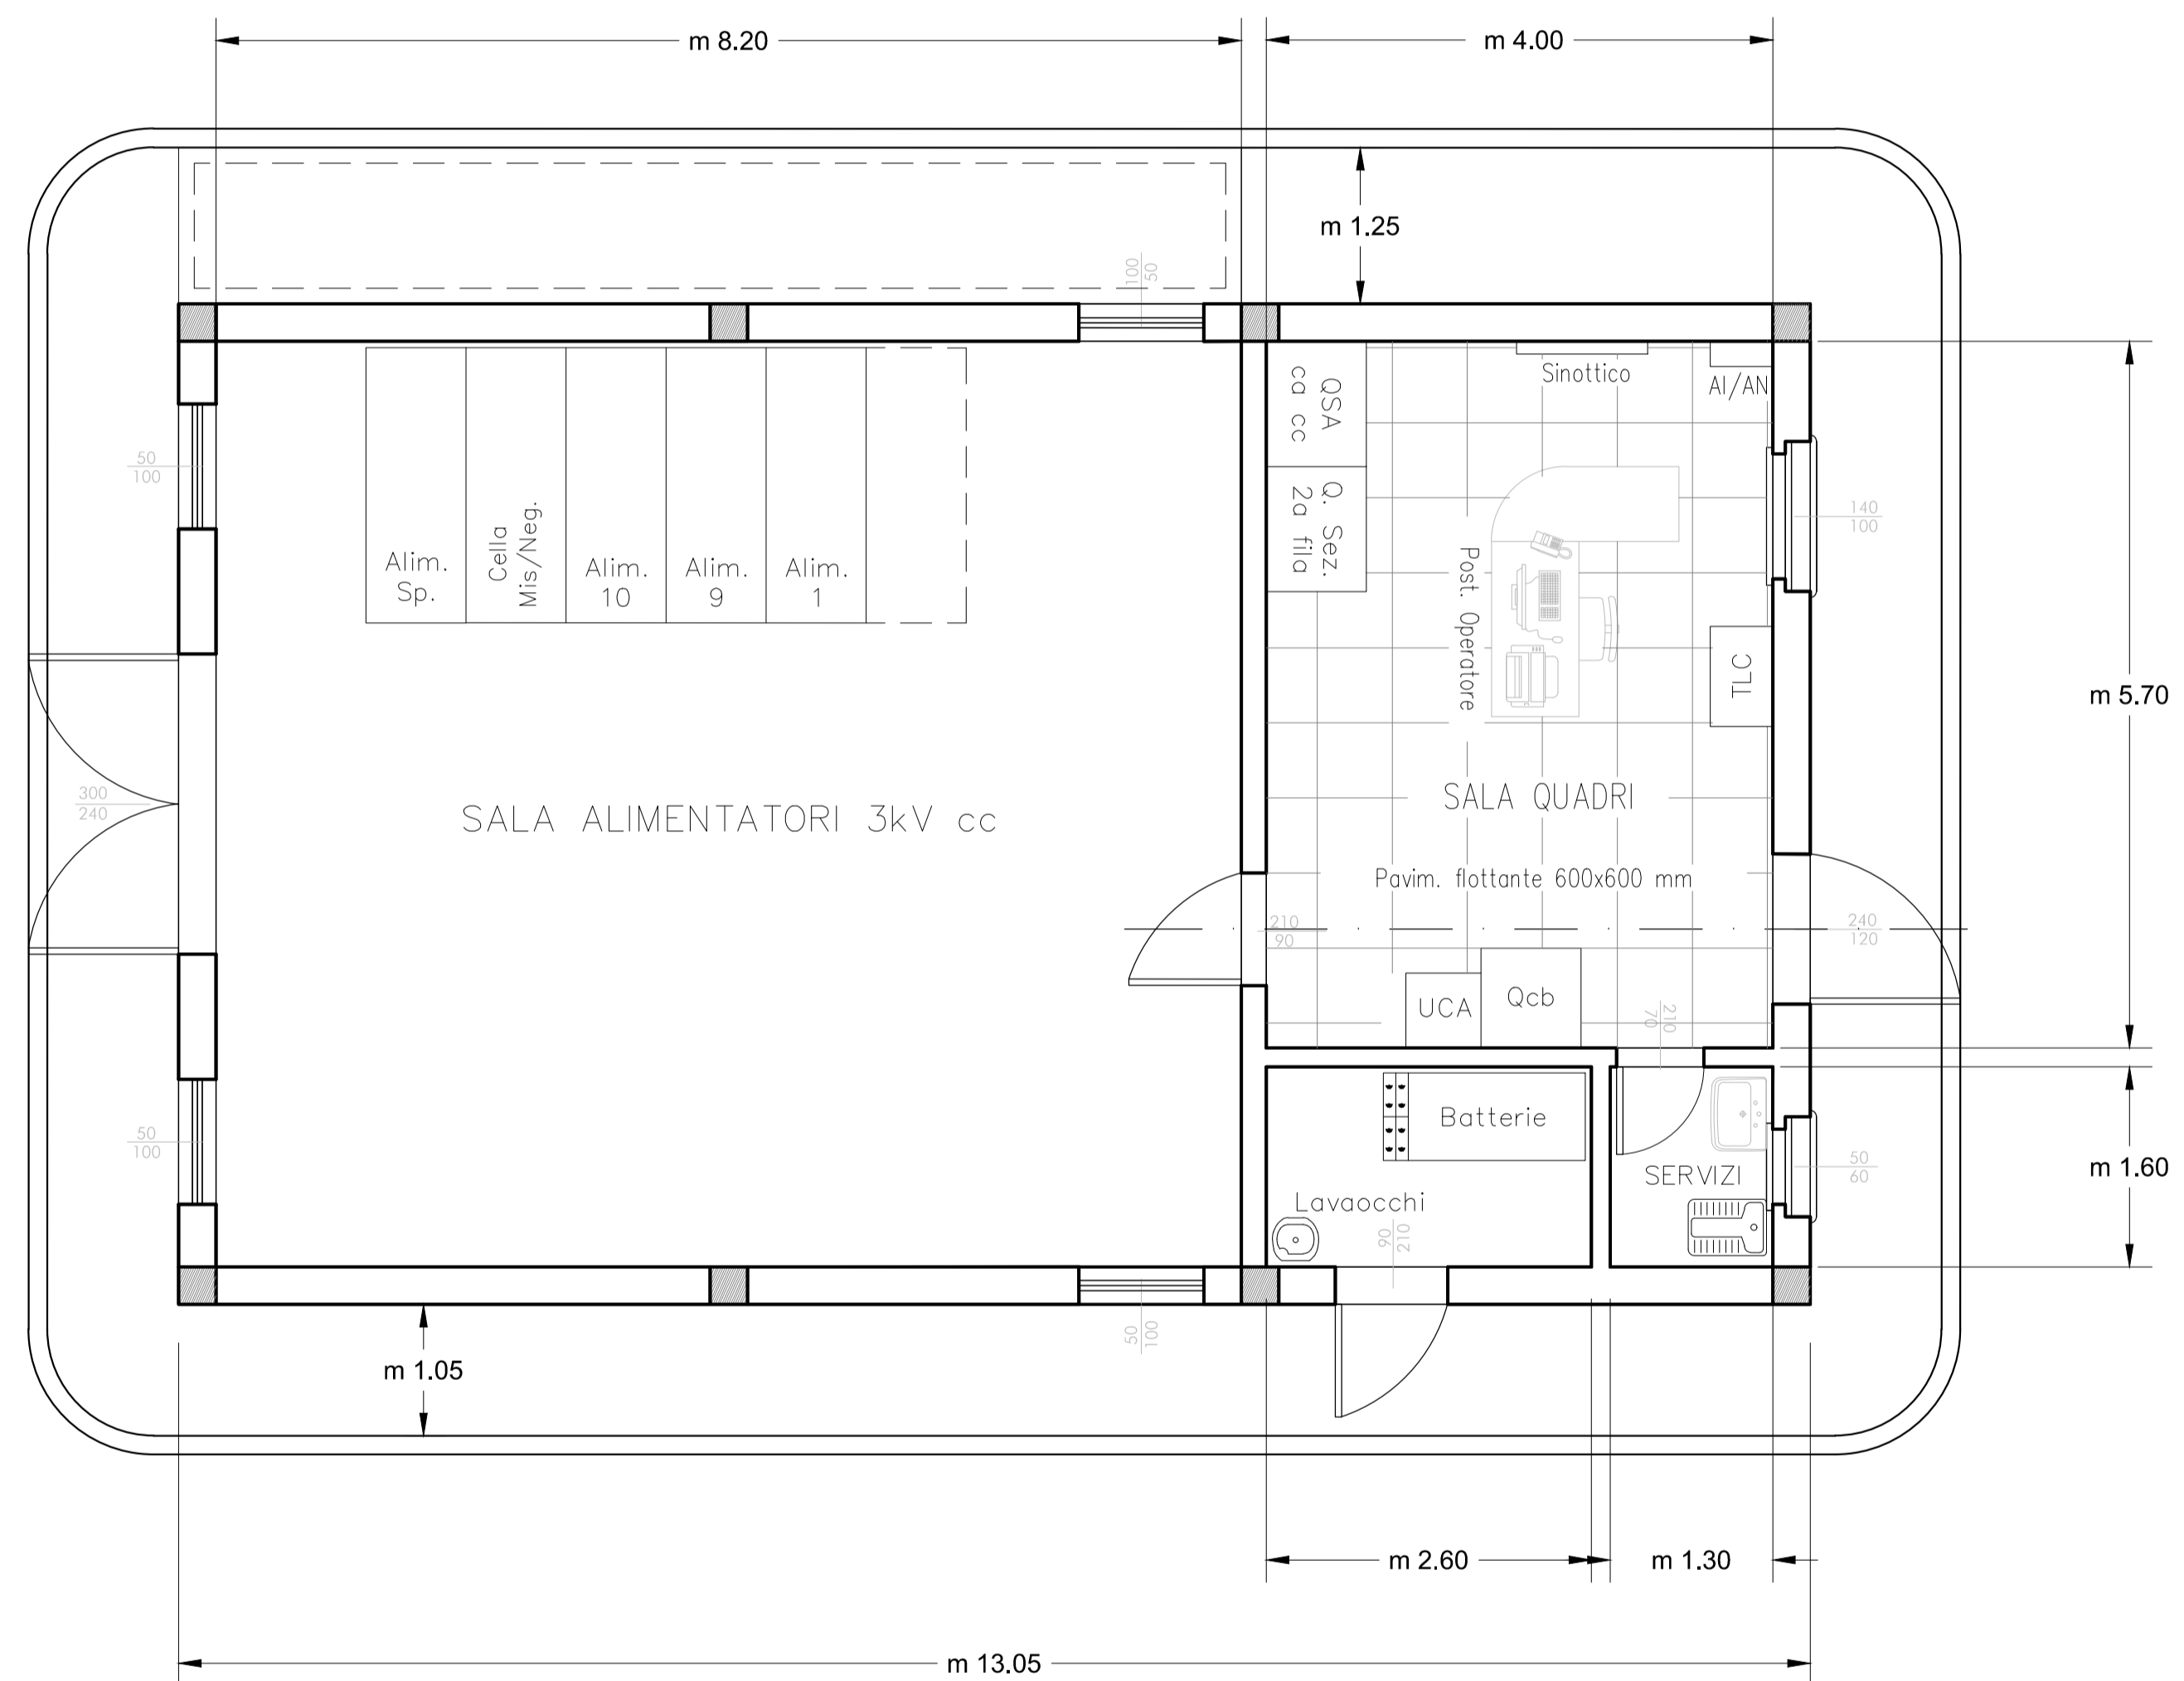 m 8.20
m 4.00
m 1.25
100
50
Sinottico
AI/AN
QSA
ca cc
Q. Sez.
2a fila
50
100
140
100
Alim.
Sp.
Cella
Mis/Neg.
Alim.
10
Alim.
9
Alim.
1
Post. Operatore
TLC
m 5.70
300
240
SALA ALIMENTATORI 3kV cc
SALA QUADRI
Pavim. flottante 600x600 mm
210
90
240
120
UCA
Qcb
210
70
Batterie
50
100
SERVIZI
50
60
m 1.60
Lavaocchi
90
210
50
100
m 1.05
m 2.60
m 1.30
m 13.05